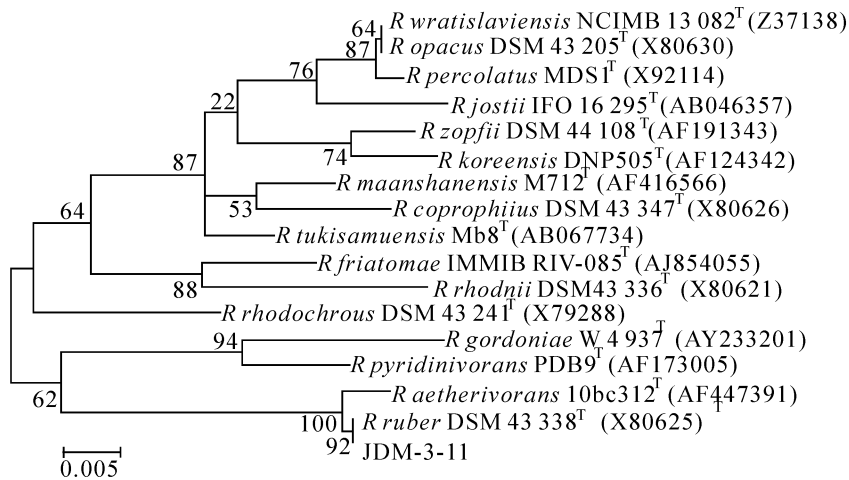 64 R wratislaviensis NCIMB 13 082T (Z37138)
87 R opacus DSM 43 205T (X80630)
76 R percolatus MDS1T (X92114)
22 R jostii IFO 16 295T (AB046357)
R zopfii DSM 44 108T (AF191343)
74 R koreensis DNP505T (AF124342)
87 R maanshanensis M712T (AF416566)
53 R coprophiius DSM 43 347T (X80626)
64 R tukisamuensis Mb8T (AB067734)
R friatomae IMMIB RIV-085T (AJ854055)
88 R rhodnii DSM43 336T (X80621)
R rhodochrous DSM 43 241T (X79288)
94 R gordoniae W 4 937T (AY233201)
R pyridinivorans PDB9T (AF173005)
62 R aetherivorans 10bc312T (AF447391)
100 R ruber DSM 43 338T (X80625) T
92 JDM-3-11
0.005